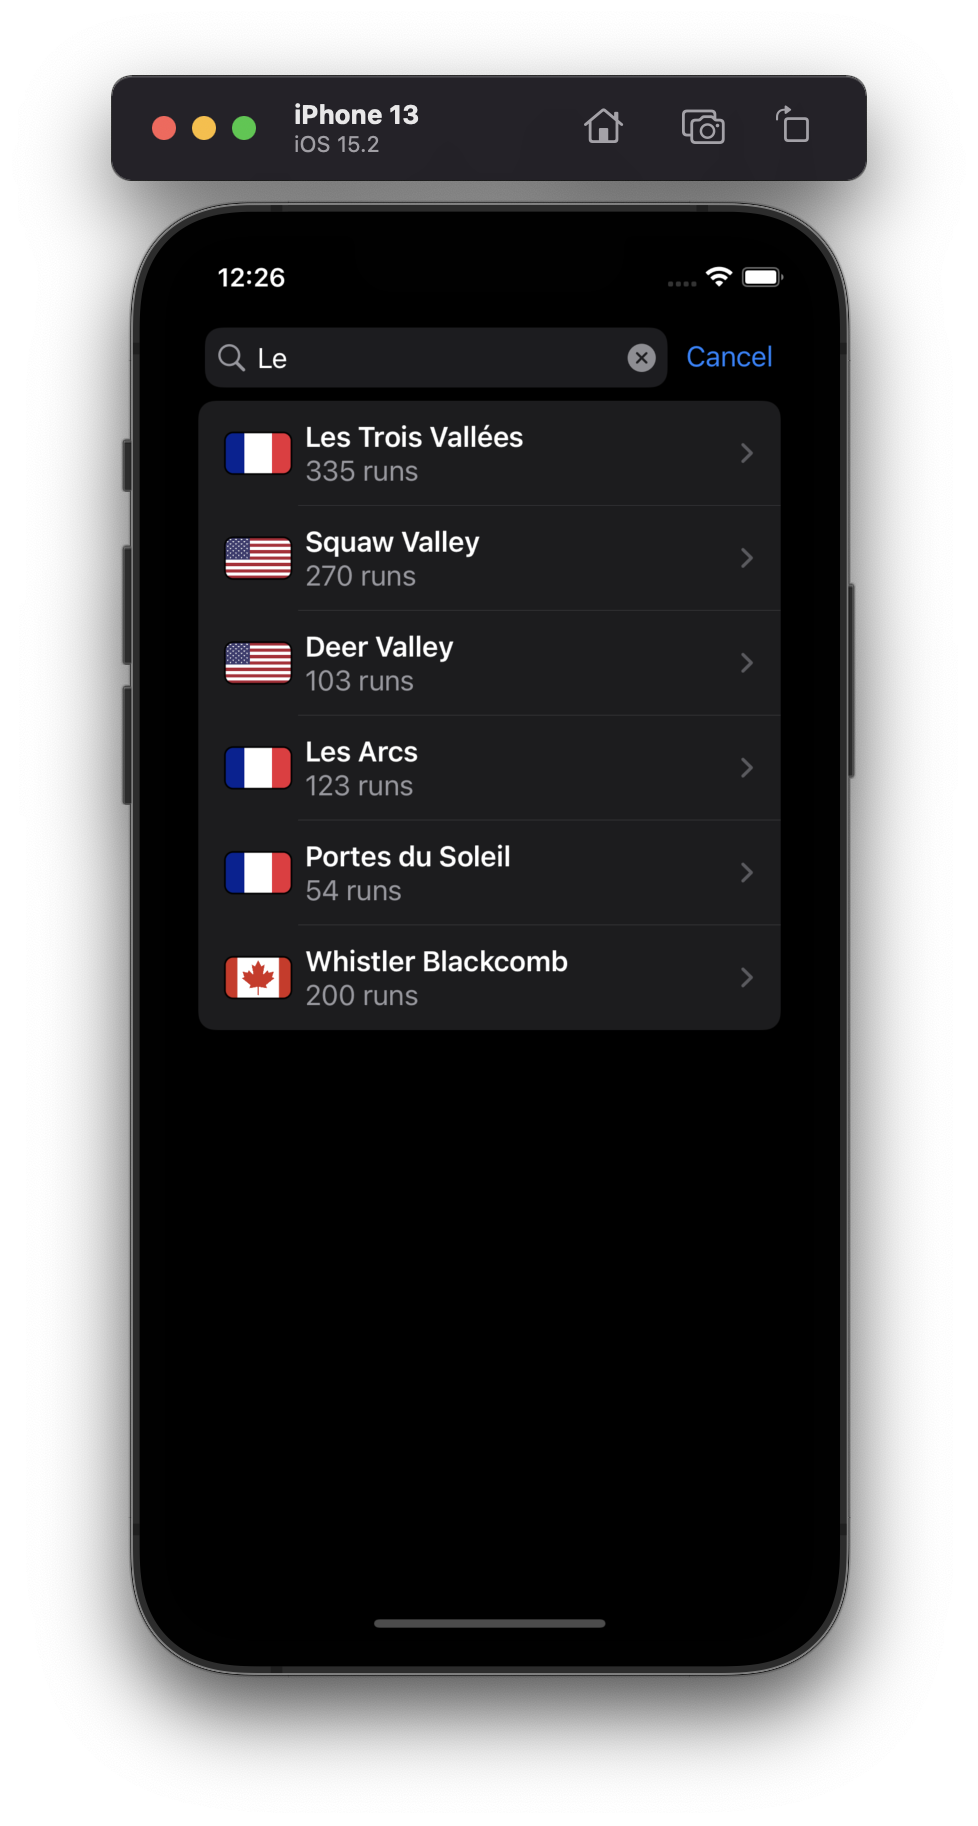 iPhone 13
iOS 15.2
12:26
Le
Cancel
Les Trois Vallées
335 runs
Squaw Valley
270 runs
Deer Valley
103 runs
Les Arcs
123 runs
Portes du Soleil
54 runs
Whistler Blackcomb
200 runs